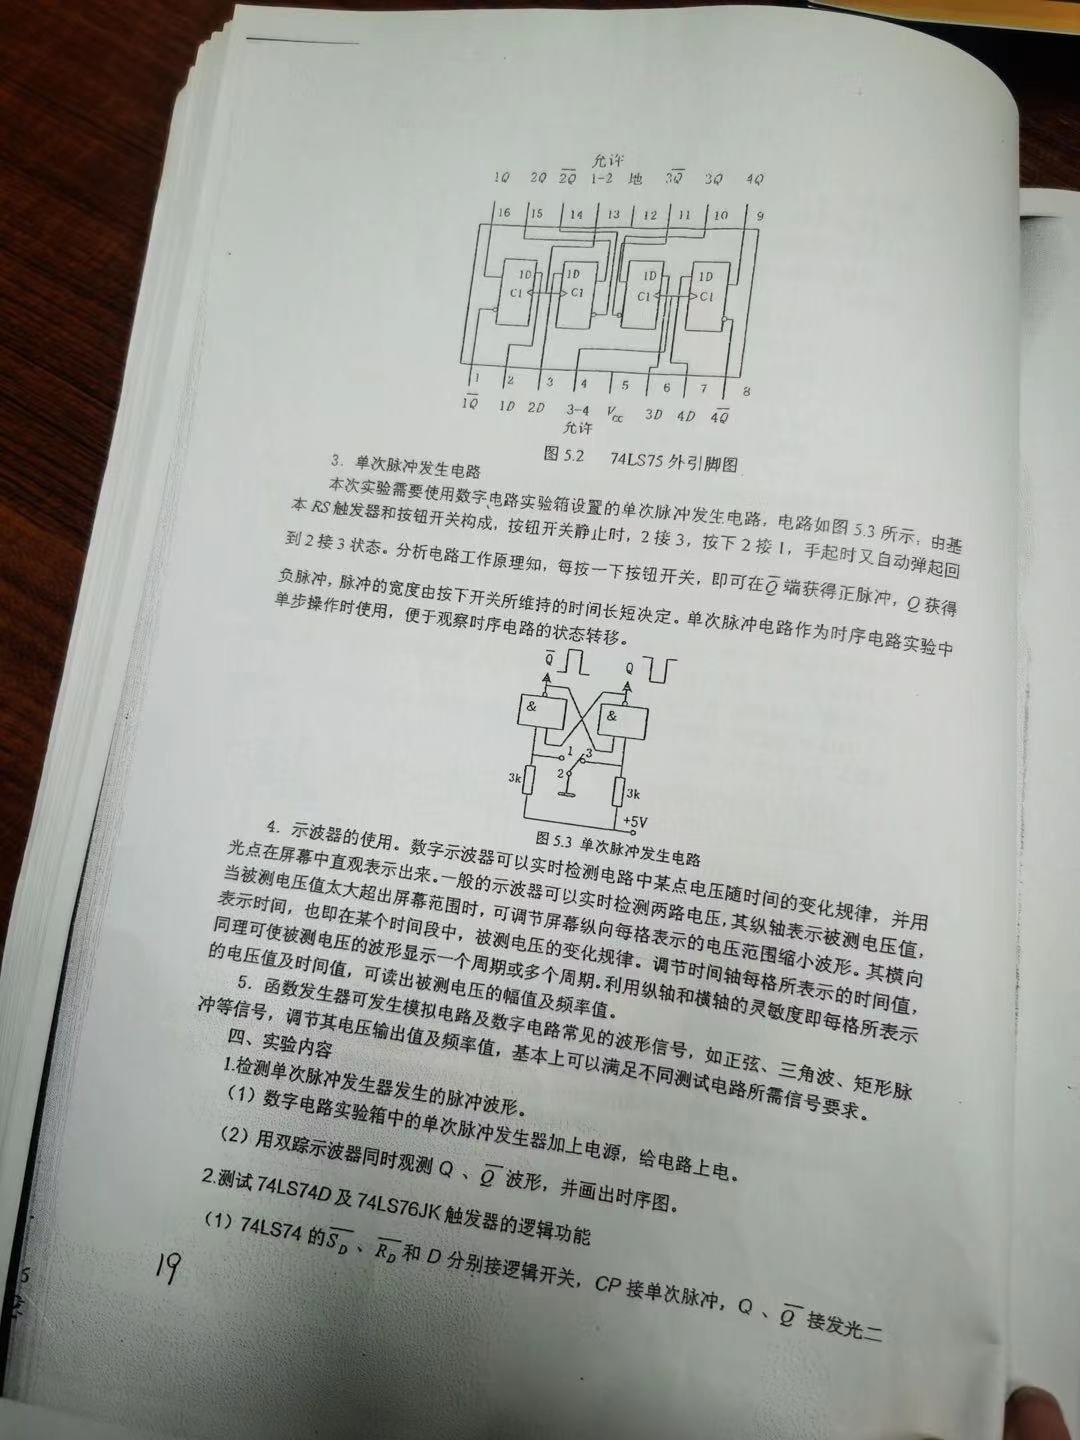 允许
1Q 2Q 2Q̅ 1-2 地 3Q̅ 3Q 4Q
16 15 14 13 12 11 10 9
1D 1D 1D 1D
C1 C1 C1 C1
1 2 3 4 5 6 7 8
1Q̅ 1D 2D 3-4 Vcc 3D 4D 4Q̅
允许
图 5.2 74LS75 外引脚图
3. 单次脉冲发生电路
本次实验需要使用数字电路实验箱设置的单次脉冲发生电路，电路如图 5.3 所示，由基
本 RS 触发器和按钮开关构成，按钮开关静止时，2 接 3，按下 2 接 1，手起时又自动弹起回
到 2 接 3 状态。分析电路工作原理知，每按一下按钮开关，即可在 Q̅ 端获得正脉冲，Q 获得
负脉冲，脉冲的宽度由按下开关所维持的时间长短决定。单次脉冲电路作为时序电路实验中
单步操作时使用，便于观察时序电路的状态转移。
Q̅ Q
& &
1 3
2
3k 3k
+5V
图 5.3 单次脉冲发生电路
4. 示波器的使用。数字示波器可以实时检测电路中某点电压随时间的变化规律，并用
光点在屏幕中直观表示出来。一般的示波器可以实时检测两路电压，其纵轴表示被测电压值，
当被测电压值太大超出屏幕范围时，可调节屏幕纵向每格表示的电压范围缩小波形。其横向
表示时间，也即在某个时间段中，被测电压的变化规律。调节时间轴每格所表示的时间值，
同理可使被测电压的波形显示一个周期或多个周期。利用纵轴和横轴的灵敏度即每格所表示
的电压值及时间值，可读出被测电压的幅值及频率值。
5. 函数发生器可发生模拟电路及数字电路常见的波形信号，如正弦、三角波、矩形脉
冲等信号，调节其电压输出值及频率值，基本上可以满足不同测试电路所需信号要求。
四、实验内容
1.检测单次脉冲发生器发生的脉冲波形。
（1）数字电路实验箱中的单次脉冲发生器加上电源，给电路上电。
（2）用双踪示波器同时观测 Q 、Q̅ 波形，并画出时序图。
2.测试 74LS74D 及 74LS76JK 触发器的逻辑功能
（1）74LS74 的 S̅D 、R̅D 和 D 分别接逻辑开关，CP 接单次脉冲，Q 、Q̅ 接发光二
19